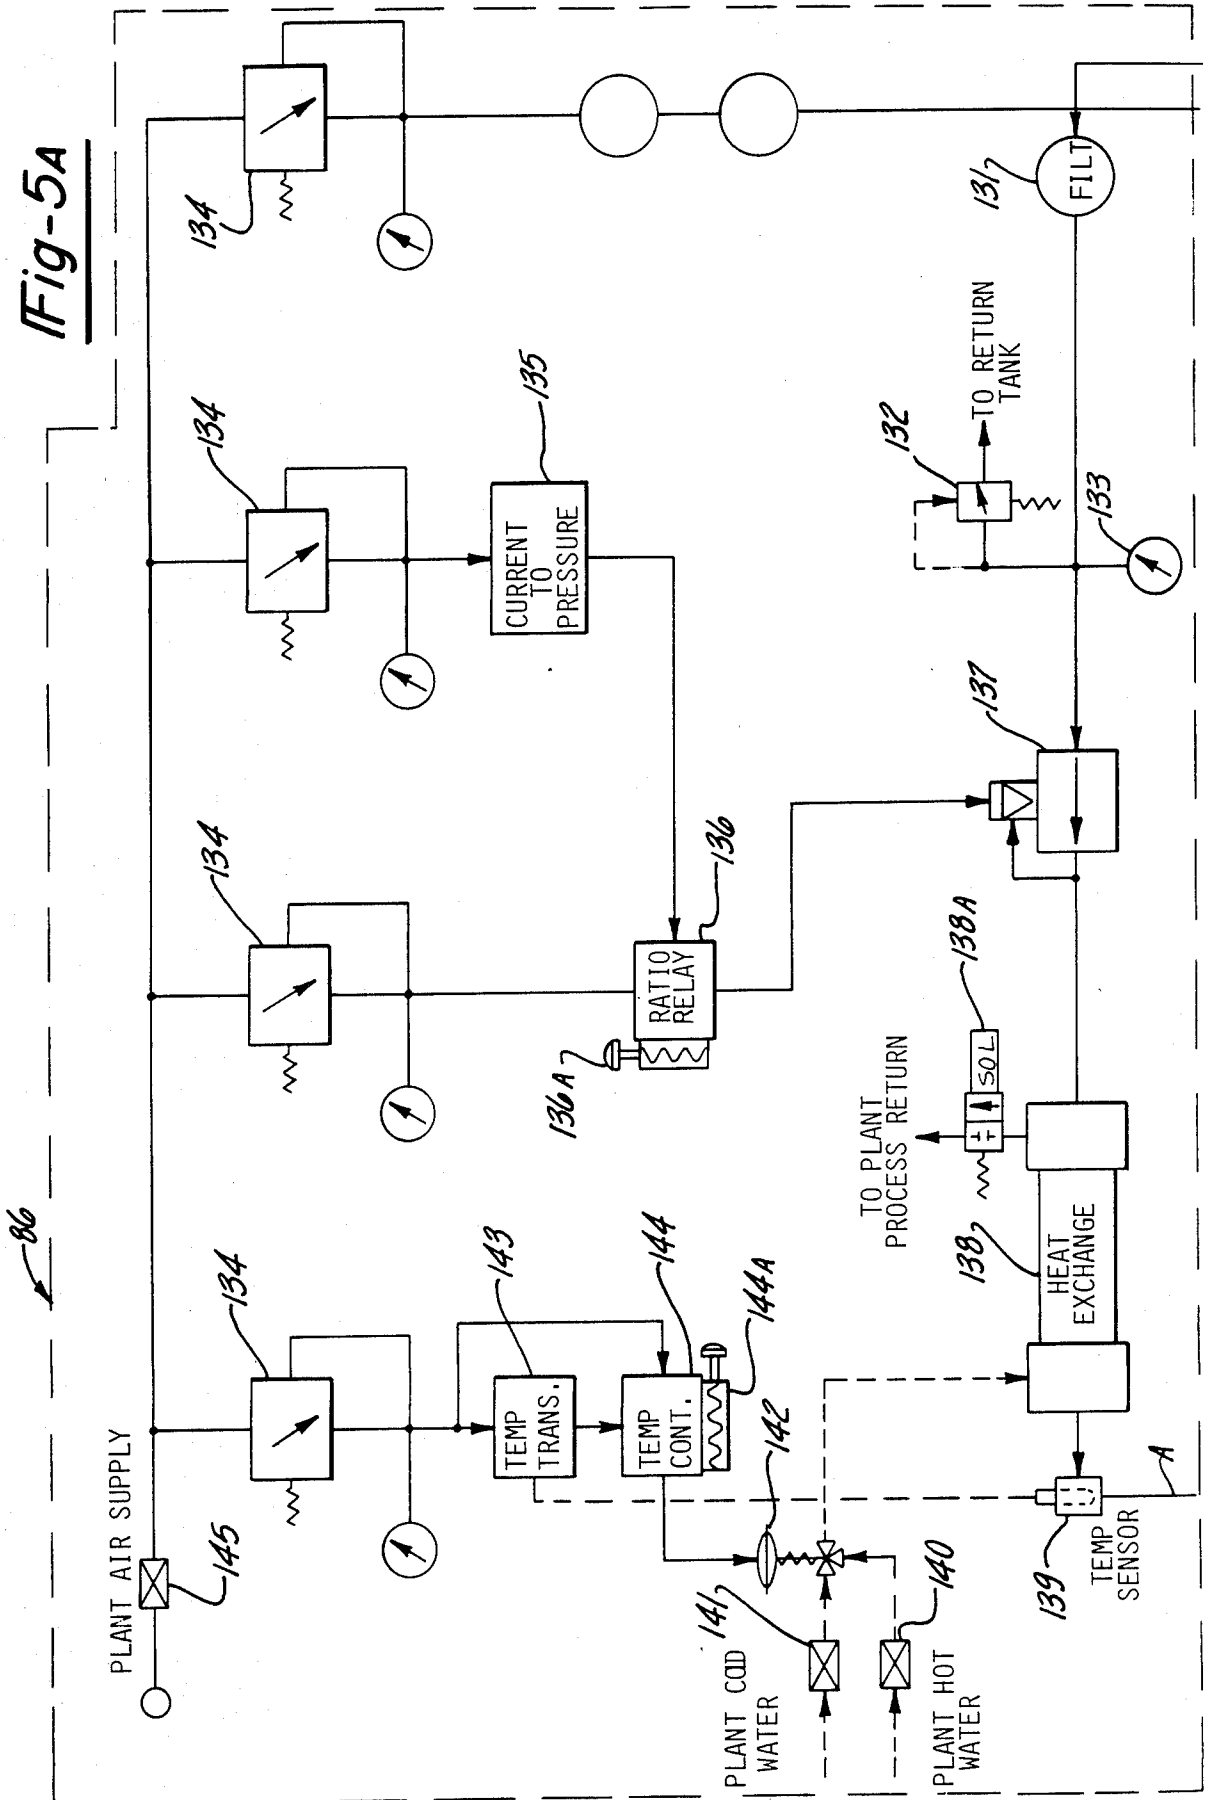 Fig-5A
86
PLANT AIR SUPPLY
145
134
134
134
134
TEMP
TRANS.
143
TEMP
CONT.
144
144A
142
141
PLANT COLD
WATER
140
PLANT HOT
WATER
136A
RATIO
RELAY
136
CURRENT
TO
PRESSURE
135
TO PLANT
PROCESS RETURN
138A
SOL
138
HEAT
EXCHANGE
139
TEMP
SENSOR
A
137
132
TO RETURN
TANK
133
131
FILT